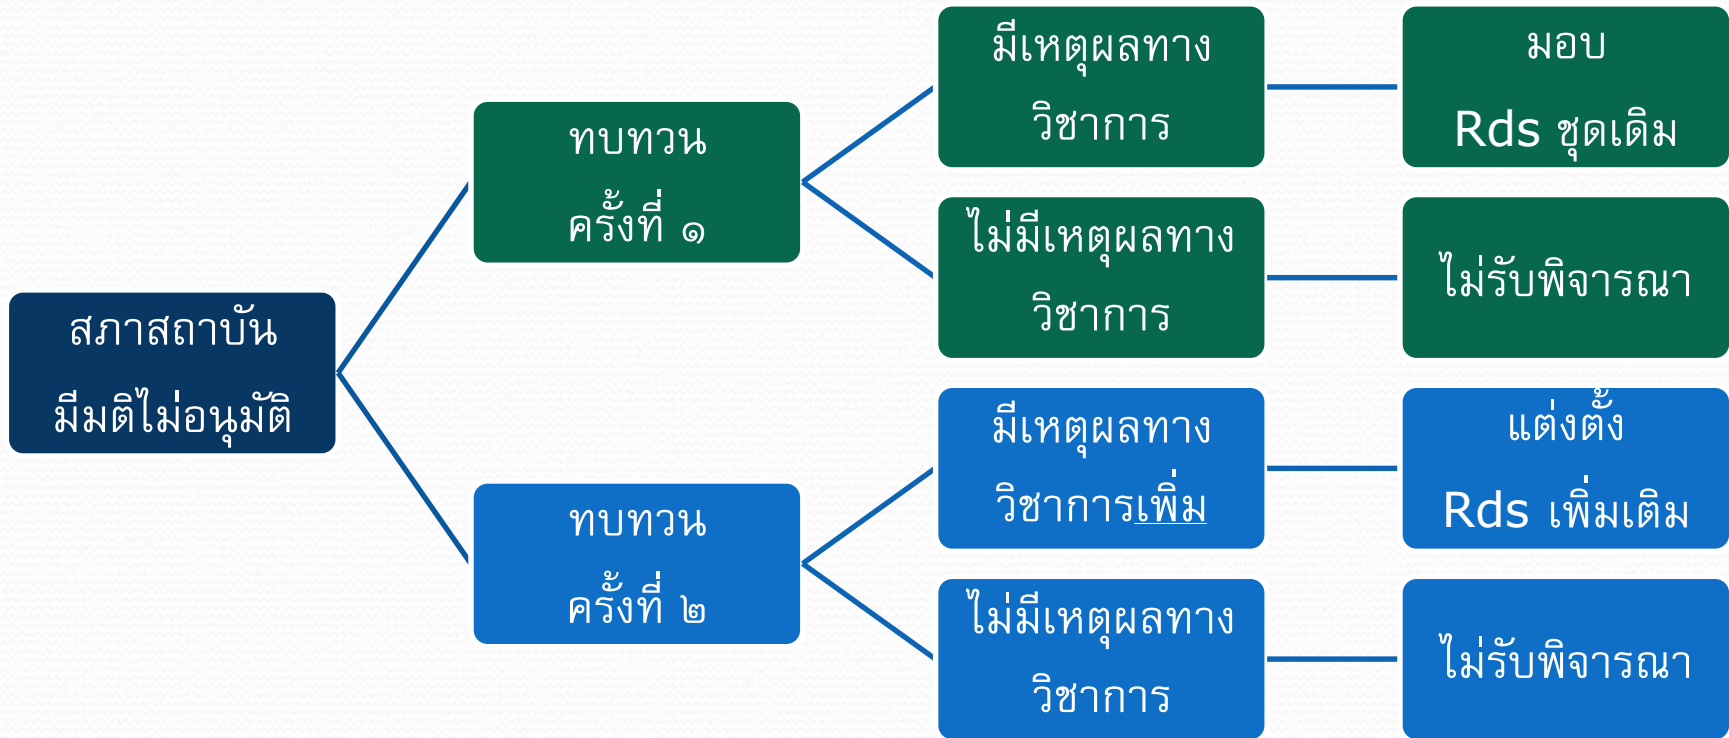 สภาสถาบัน
มีมติไม่อนุมัติ
ทบทวน
ครั้งที่ ๑
มีเหตุผลทาง
วิชาการ
มอบ
Rds ชุดเดิม
ไม่มีเหตุผลทาง
วิชาการ
ไม่รับพิจารณา
ทบทวน
ครั้งที่ ๒
มีเหตุผลทาง
วิชาการเพิ่ม
แต่งตั้ง
Rds เพิ่มเติม
ไม่มีเหตุผลทาง
วิชาการ
ไม่รับพิจารณา